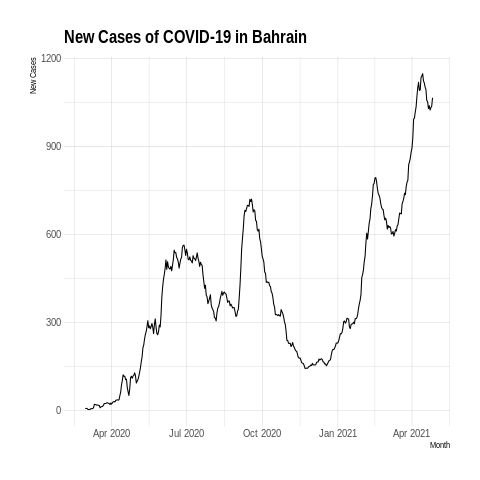 New Cases of COVID-19 in Bahrain
New Cases
1200
900
600
300
0
Apr 2020 Jul 2020 Oct 2020 Jan 2021 Apr 2021
Month